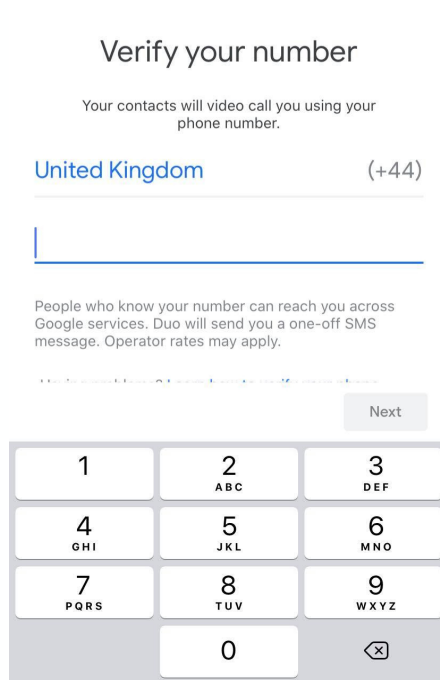 Verify your number
Your contacts will video call you using your
phone number.
United Kingdom (+44)
People who know your number can reach you across
Google services. Duo will send you a one-off SMS
message. Operator rates may apply.
Next
1 2 3
ABC DEF
4 5 6
GHI JKL MNO
7 8 9
PQRS TUV WXYZ
0